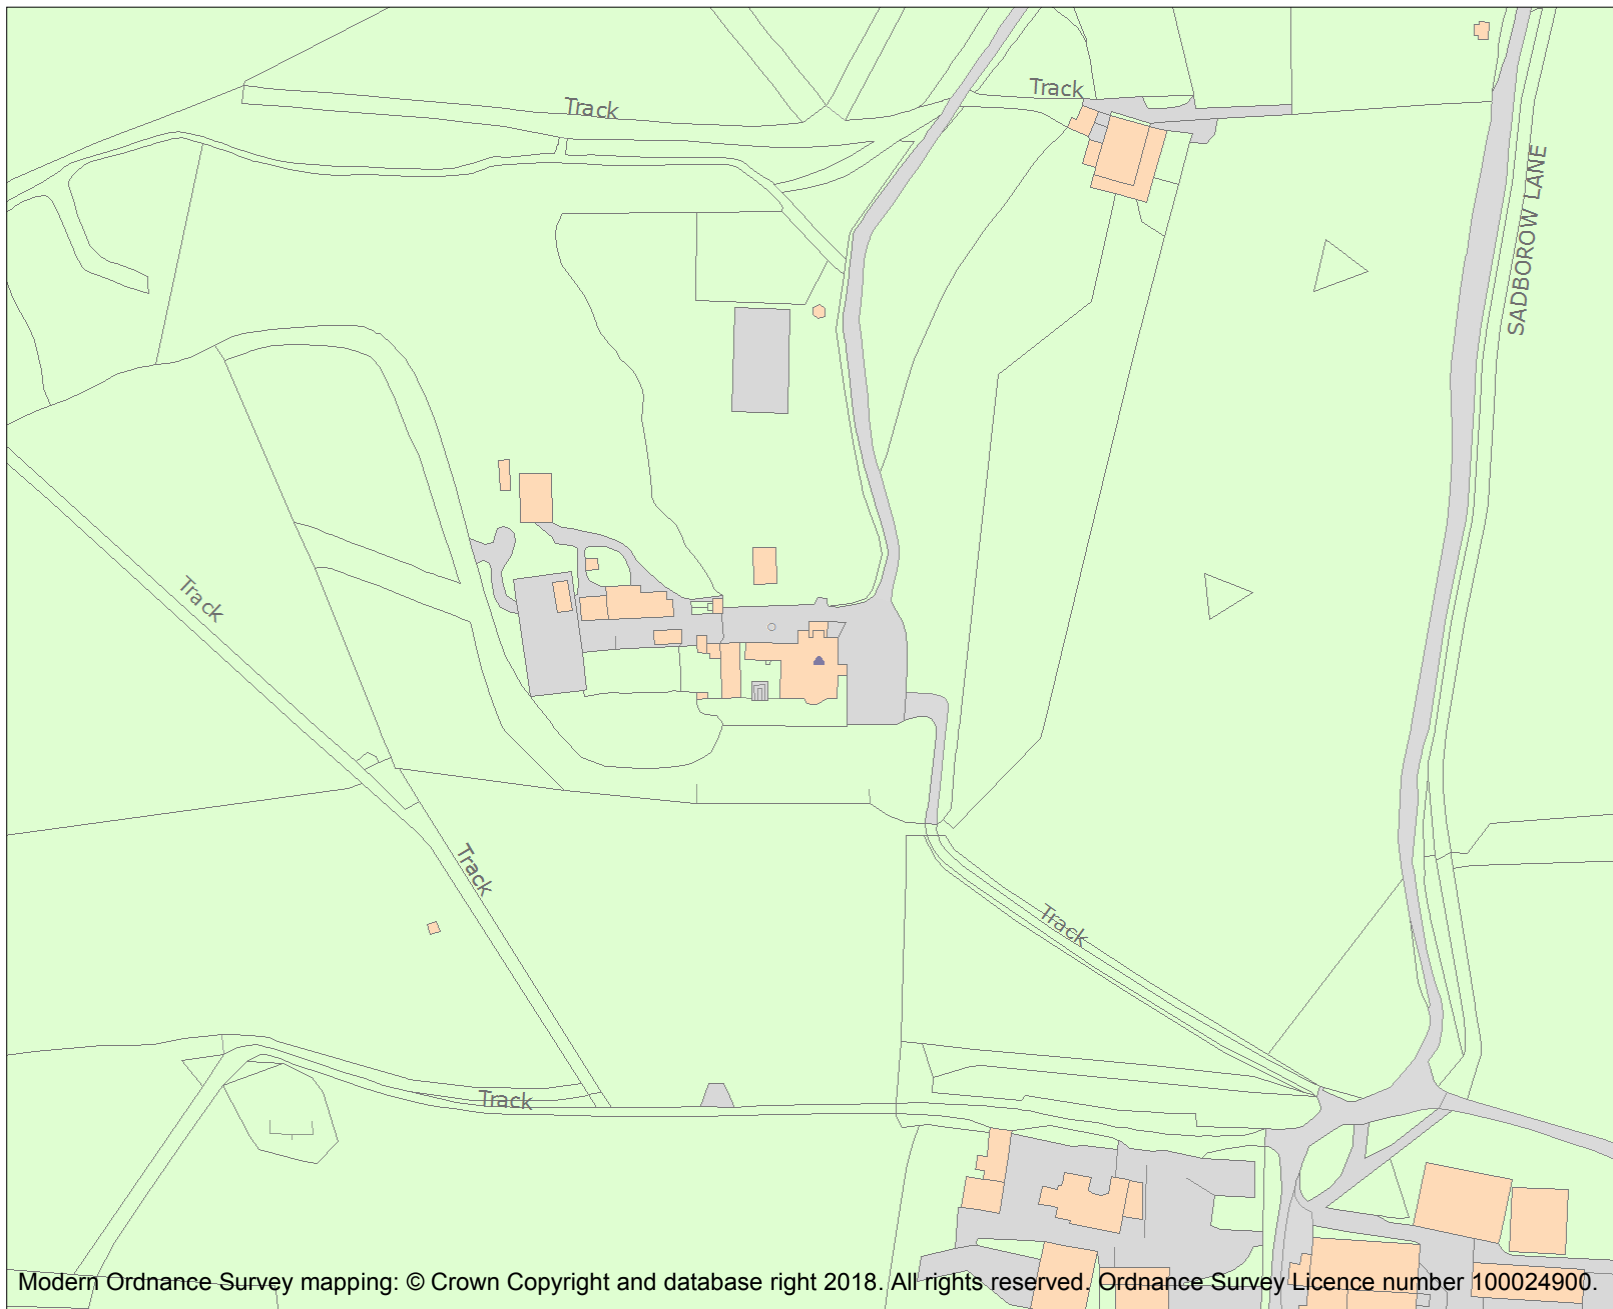 Track
Track
SADBOROW LANE
Track
Track
Track
Track
Modern Ordnance Survey mapping: © Crown Copyright and database right 2018. All rights reserved. Ordnance Survey Licence number 100024900.